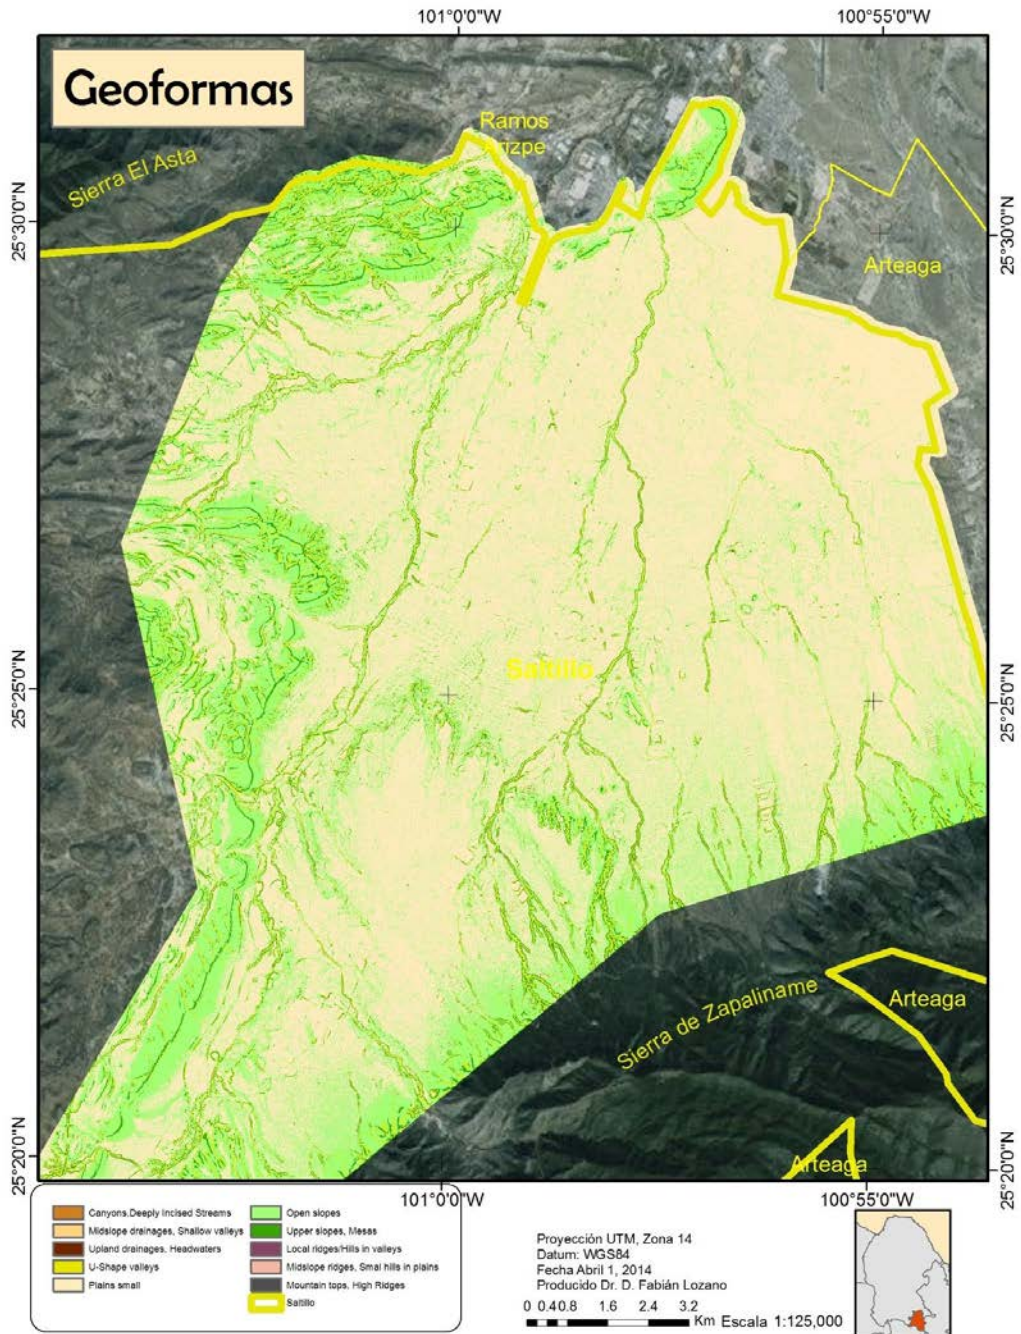 101°0'0"W
100°55'0"W
Geoformas
Ramos
Arizpe
Sierra El Asta
25°30'0"N
25°30'0"N
Arteaga
Saltillo
25°25'0"N
25°25'0"N
Sierra de Zapaliname
Arteaga
Arteaga
25°20'0"N
25°20'0"N
101°0'0"W
100°55'0"W
Canyons,Deeply Incised Streams
Midslope drainages, Shallow valleys
Upland drainages, Headwaters
U-Shape valleys
Plains small
Open slopes
Upper slopes, Mesas
Local ridges/Hills in valleys
Midslope ridges, Smal hills in plains
Mountain tops, High Ridges
Saltillo
Proyección UTM, Zona 14
Datum: WGS84
Fecha Abril 1, 2014
Producido Dr. D. Fabián Lozano
0 0.40.8 1.6 2.4 3.2
Km Escala 1:125,000